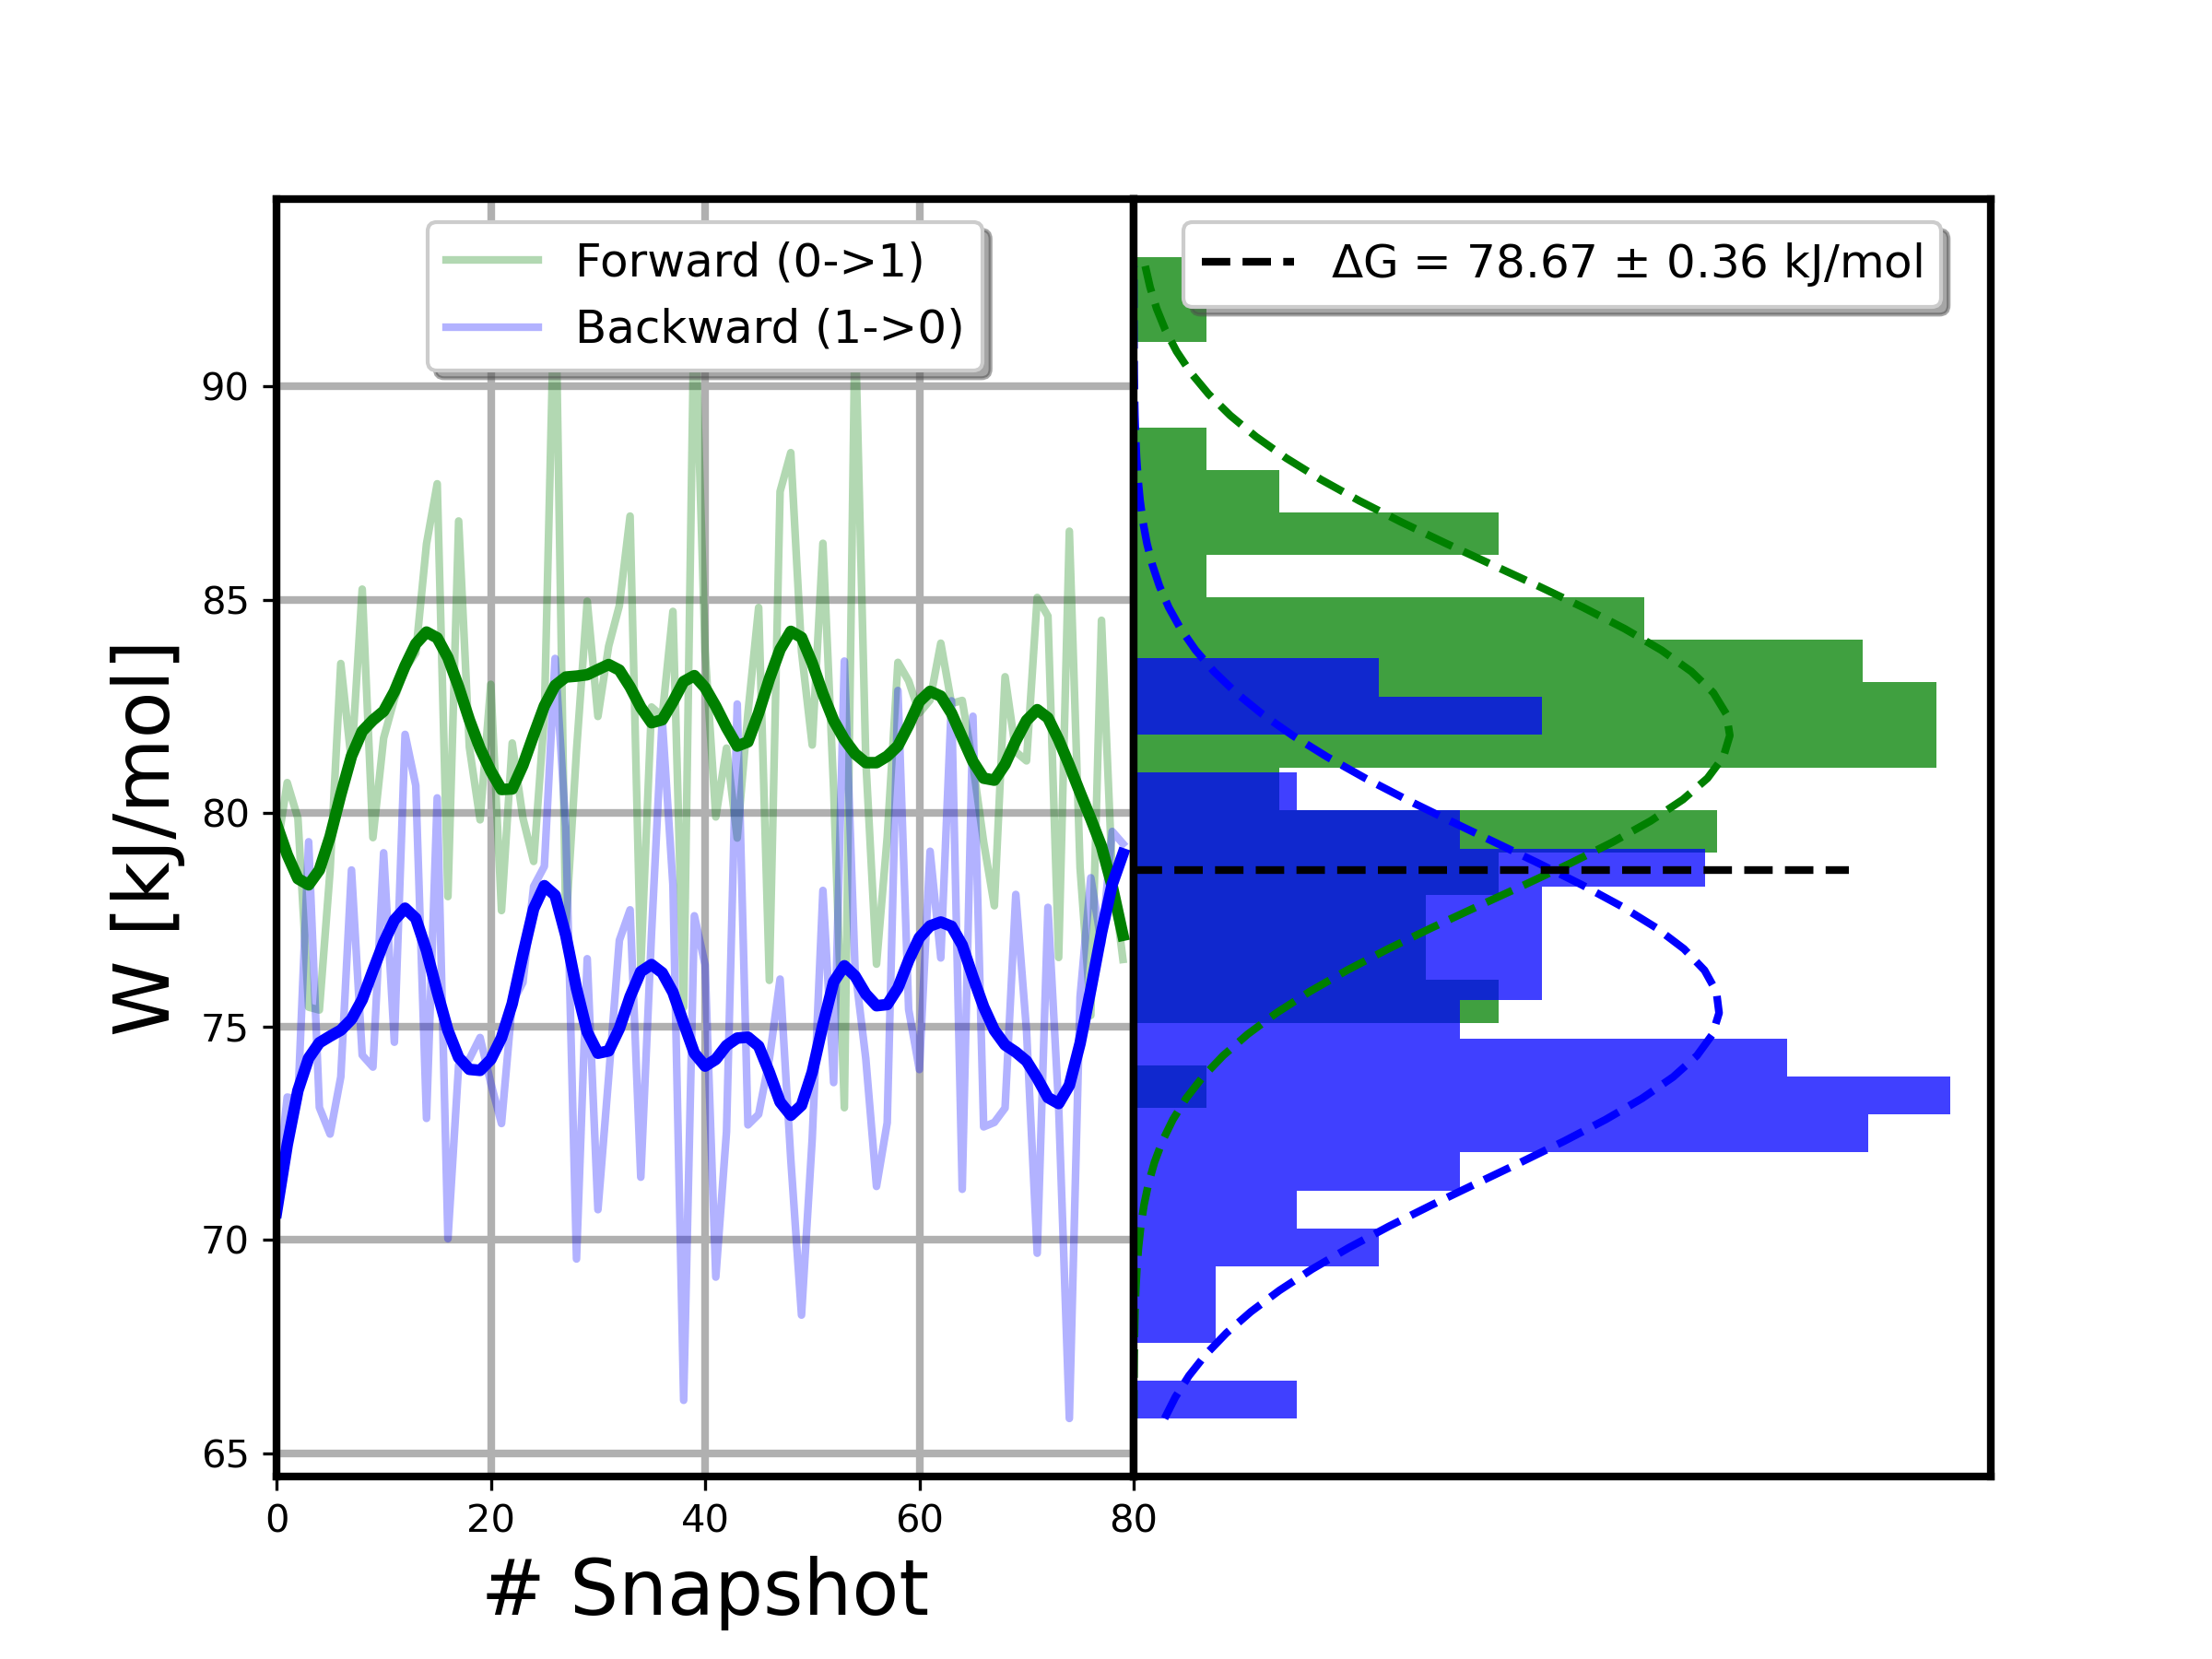 Forward (0->1)
Backward (1->0)
ΔG = 78.67 ± 0.36 kJ/mol
W [kJ/mol]
90
85
80
75
70
65
0 20 40 60 80
# Snapshot